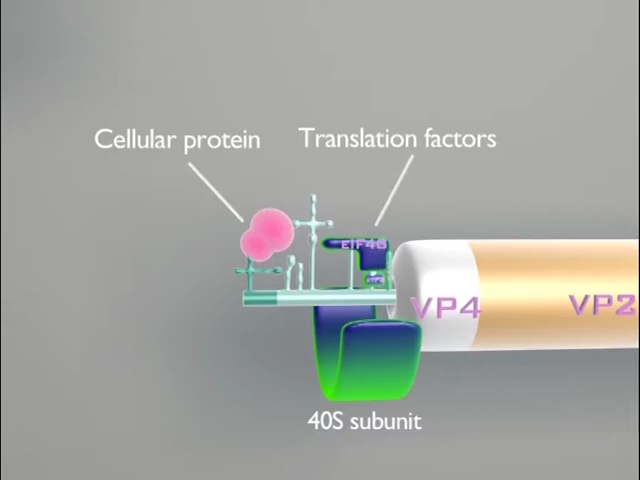 Cellular protein
Translation factors
eIF4G
VP4
VP2
40S subunit